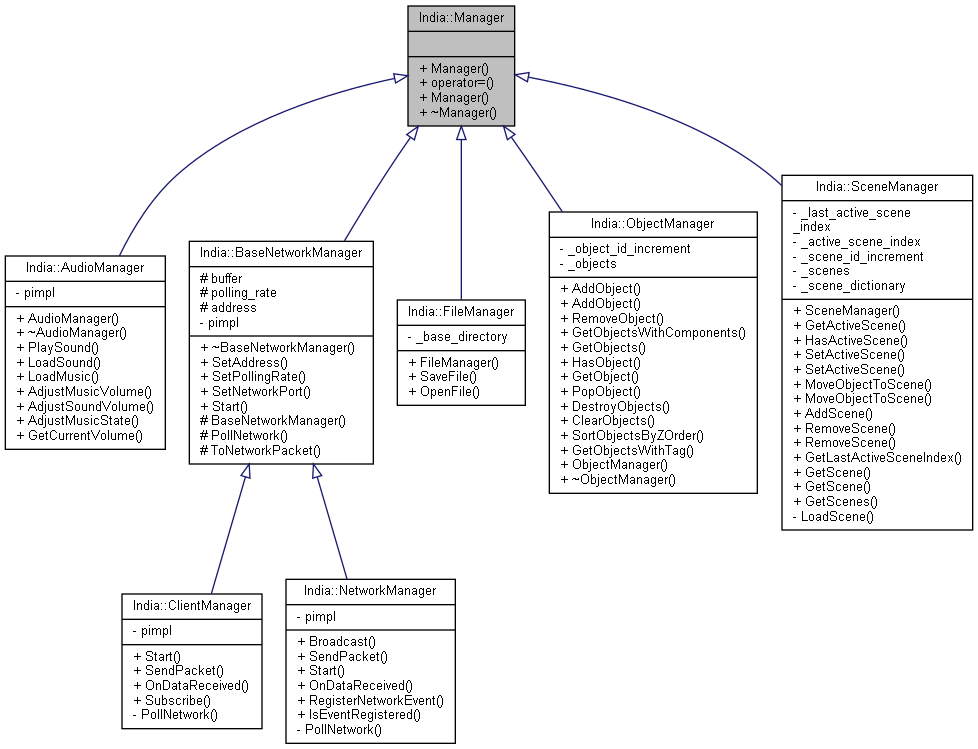 India::Manager
+ Manager()
+ operator=()
+ Manager()
+ ~Manager()
India::AudioManager
- pimpl
+ AudioManager()
+ ~AudioManager()
+ PlaySound()
+ LoadSound()
+ LoadMusic()
+ AdjustMusicVolume()
+ AdjustSoundVolume()
+ AdjustMusicState()
+ GetCurrentVolume()
India::BaseNetworkManager
# buffer
# polling_rate
# address
- pimpl
+ ~BaseNetworkManager()
+ SetAddress()
+ SetPollingRate()
+ SetNetworkPort()
+ Start()
# BaseNetworkManager()
# PollNetwork()
# ToNetworkPacket()
India::FileManager
- _base_directory
+ FileManager()
+ SaveFile()
+ OpenFile()
India::ObjectManager
- _object_id_increment
- _objects
+ AddObject()
+ AddObject()
+ RemoveObject()
+ GetObjectsWithComponents()
+ GetObjects()
+ HasObject()
+ GetObject()
+ PopObject()
+ DestroyObjects()
+ ClearObjects()
+ SortObjectsByZOrder()
+ GetObjectsWithTag()
+ ObjectManager()
+ ~ObjectManager()
India::SceneManager
- _last_active_scene
_index
- _active_scene_index
- _scene_id_increment
- _scenes
- _scene_dictionary
+ SceneManager()
+ GetActiveScene()
+ HasActiveScene()
+ SetActiveScene()
+ SetActiveScene()
+ MoveObjectToScene()
+ MoveObjectToScene()
+ AddScene()
+ RemoveScene()
+ RemoveScene()
+ GetLastActiveSceneIndex()
+ GetScene()
+ GetScene()
+ GetScenes()
- LoadScene()
India::ClientManager
- pimpl
+ Start()
+ SendPacket()
+ OnDataReceived()
+ Subscribe()
- PollNetwork()
India::NetworkManager
- pimpl
+ Broadcast()
+ SendPacket()
+ Start()
+ OnDataReceived()
+ RegisterNetworkEvent()
+ IsEventRegistered()
- PollNetwork()